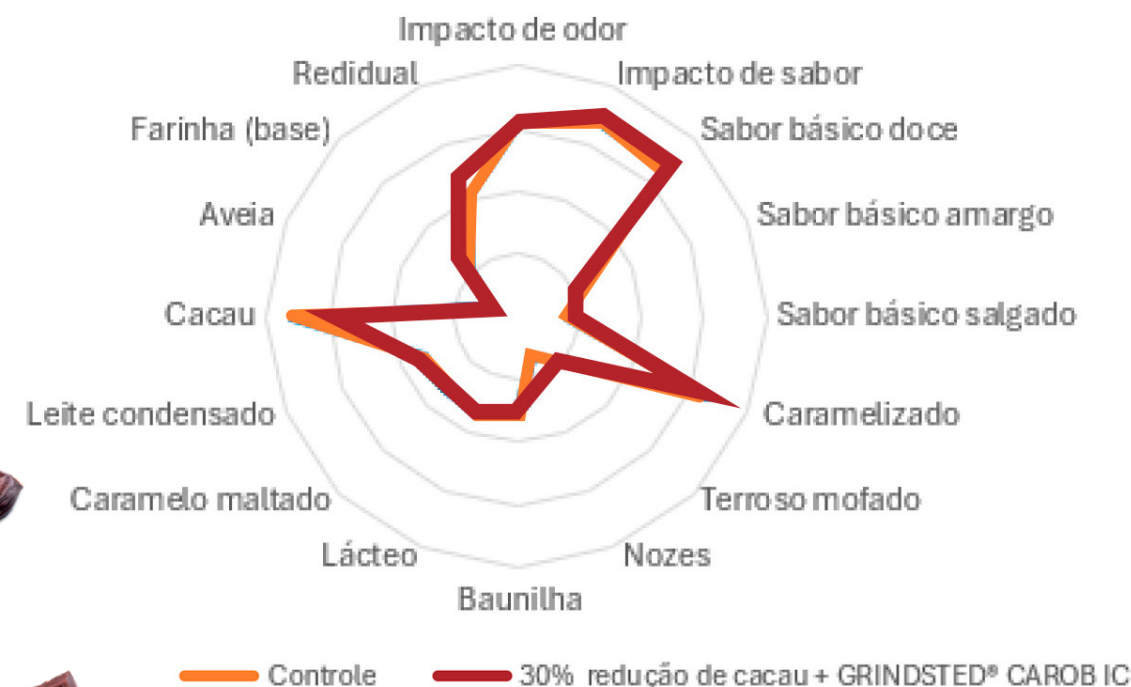 Impacto de odor
Redidual
Impacto de sabor
Farinha (base)
Sabor básico doce
Aveia
Sabor básico amargo
Cacau
Sabor básico salgado
Leite condensado
Caramelizado
Caramelo maltado
Terroso mofado
Lácteo
Nozes
Baunilha
Controle
30% redução de cacau + GRINDSTED® CAROB IC